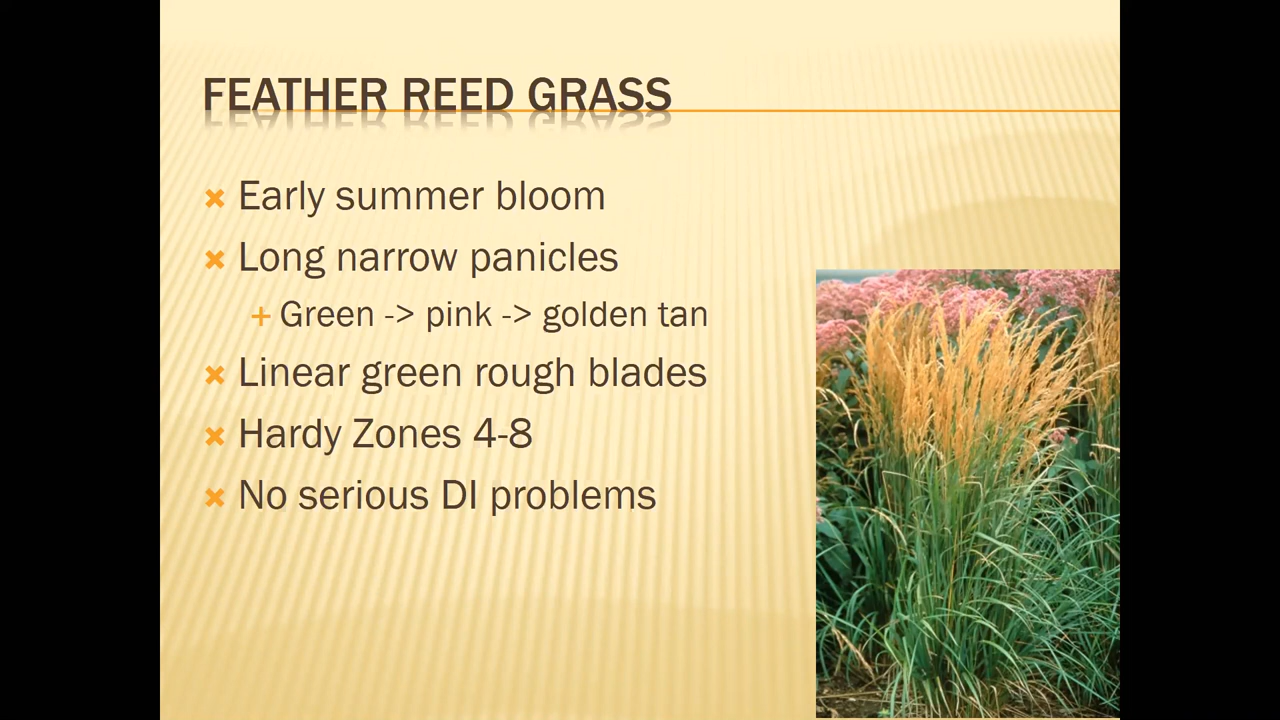 FEATHER REED GRASS
Early summer bloom
Long narrow panicles
Green -> pink -> golden tan
Linear green rough blades
Hardy Zones 4-8
No serious DI problems